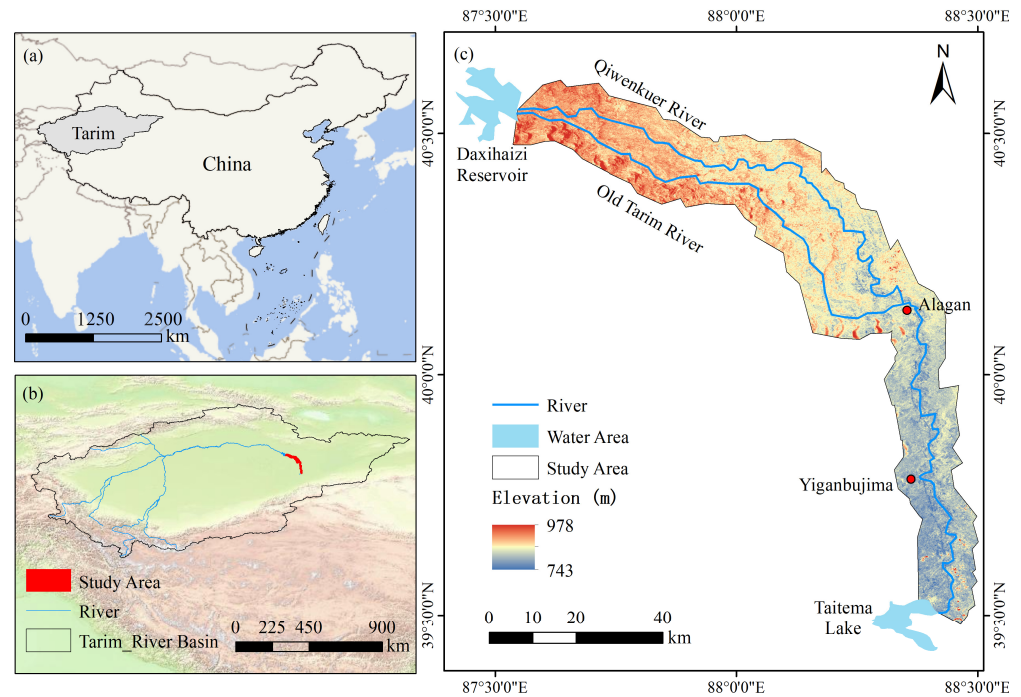 (a)
Tarim
China
0 1250 2500
km
(b)
Study Area
River
Tarim_River Basin
0 225 450 900
km
87°30'0"E 88°0'0"E 88°30'0"E
(c)
N
Qiwenkuer River
Daxihaizi
Reservoir
Old Tarim River
Alagan
Yiganbujima
Taitema
Lake
River
Water Area
Study Area
Elevation (m)
978
743
0 10 20 40
km
40°30'0"N
40°0'0"N
39°30'0"N
40°30'0"N
40°0'0"N
39°30'0"N
87°30'0"E 88°0'0"E 88°30'0"E